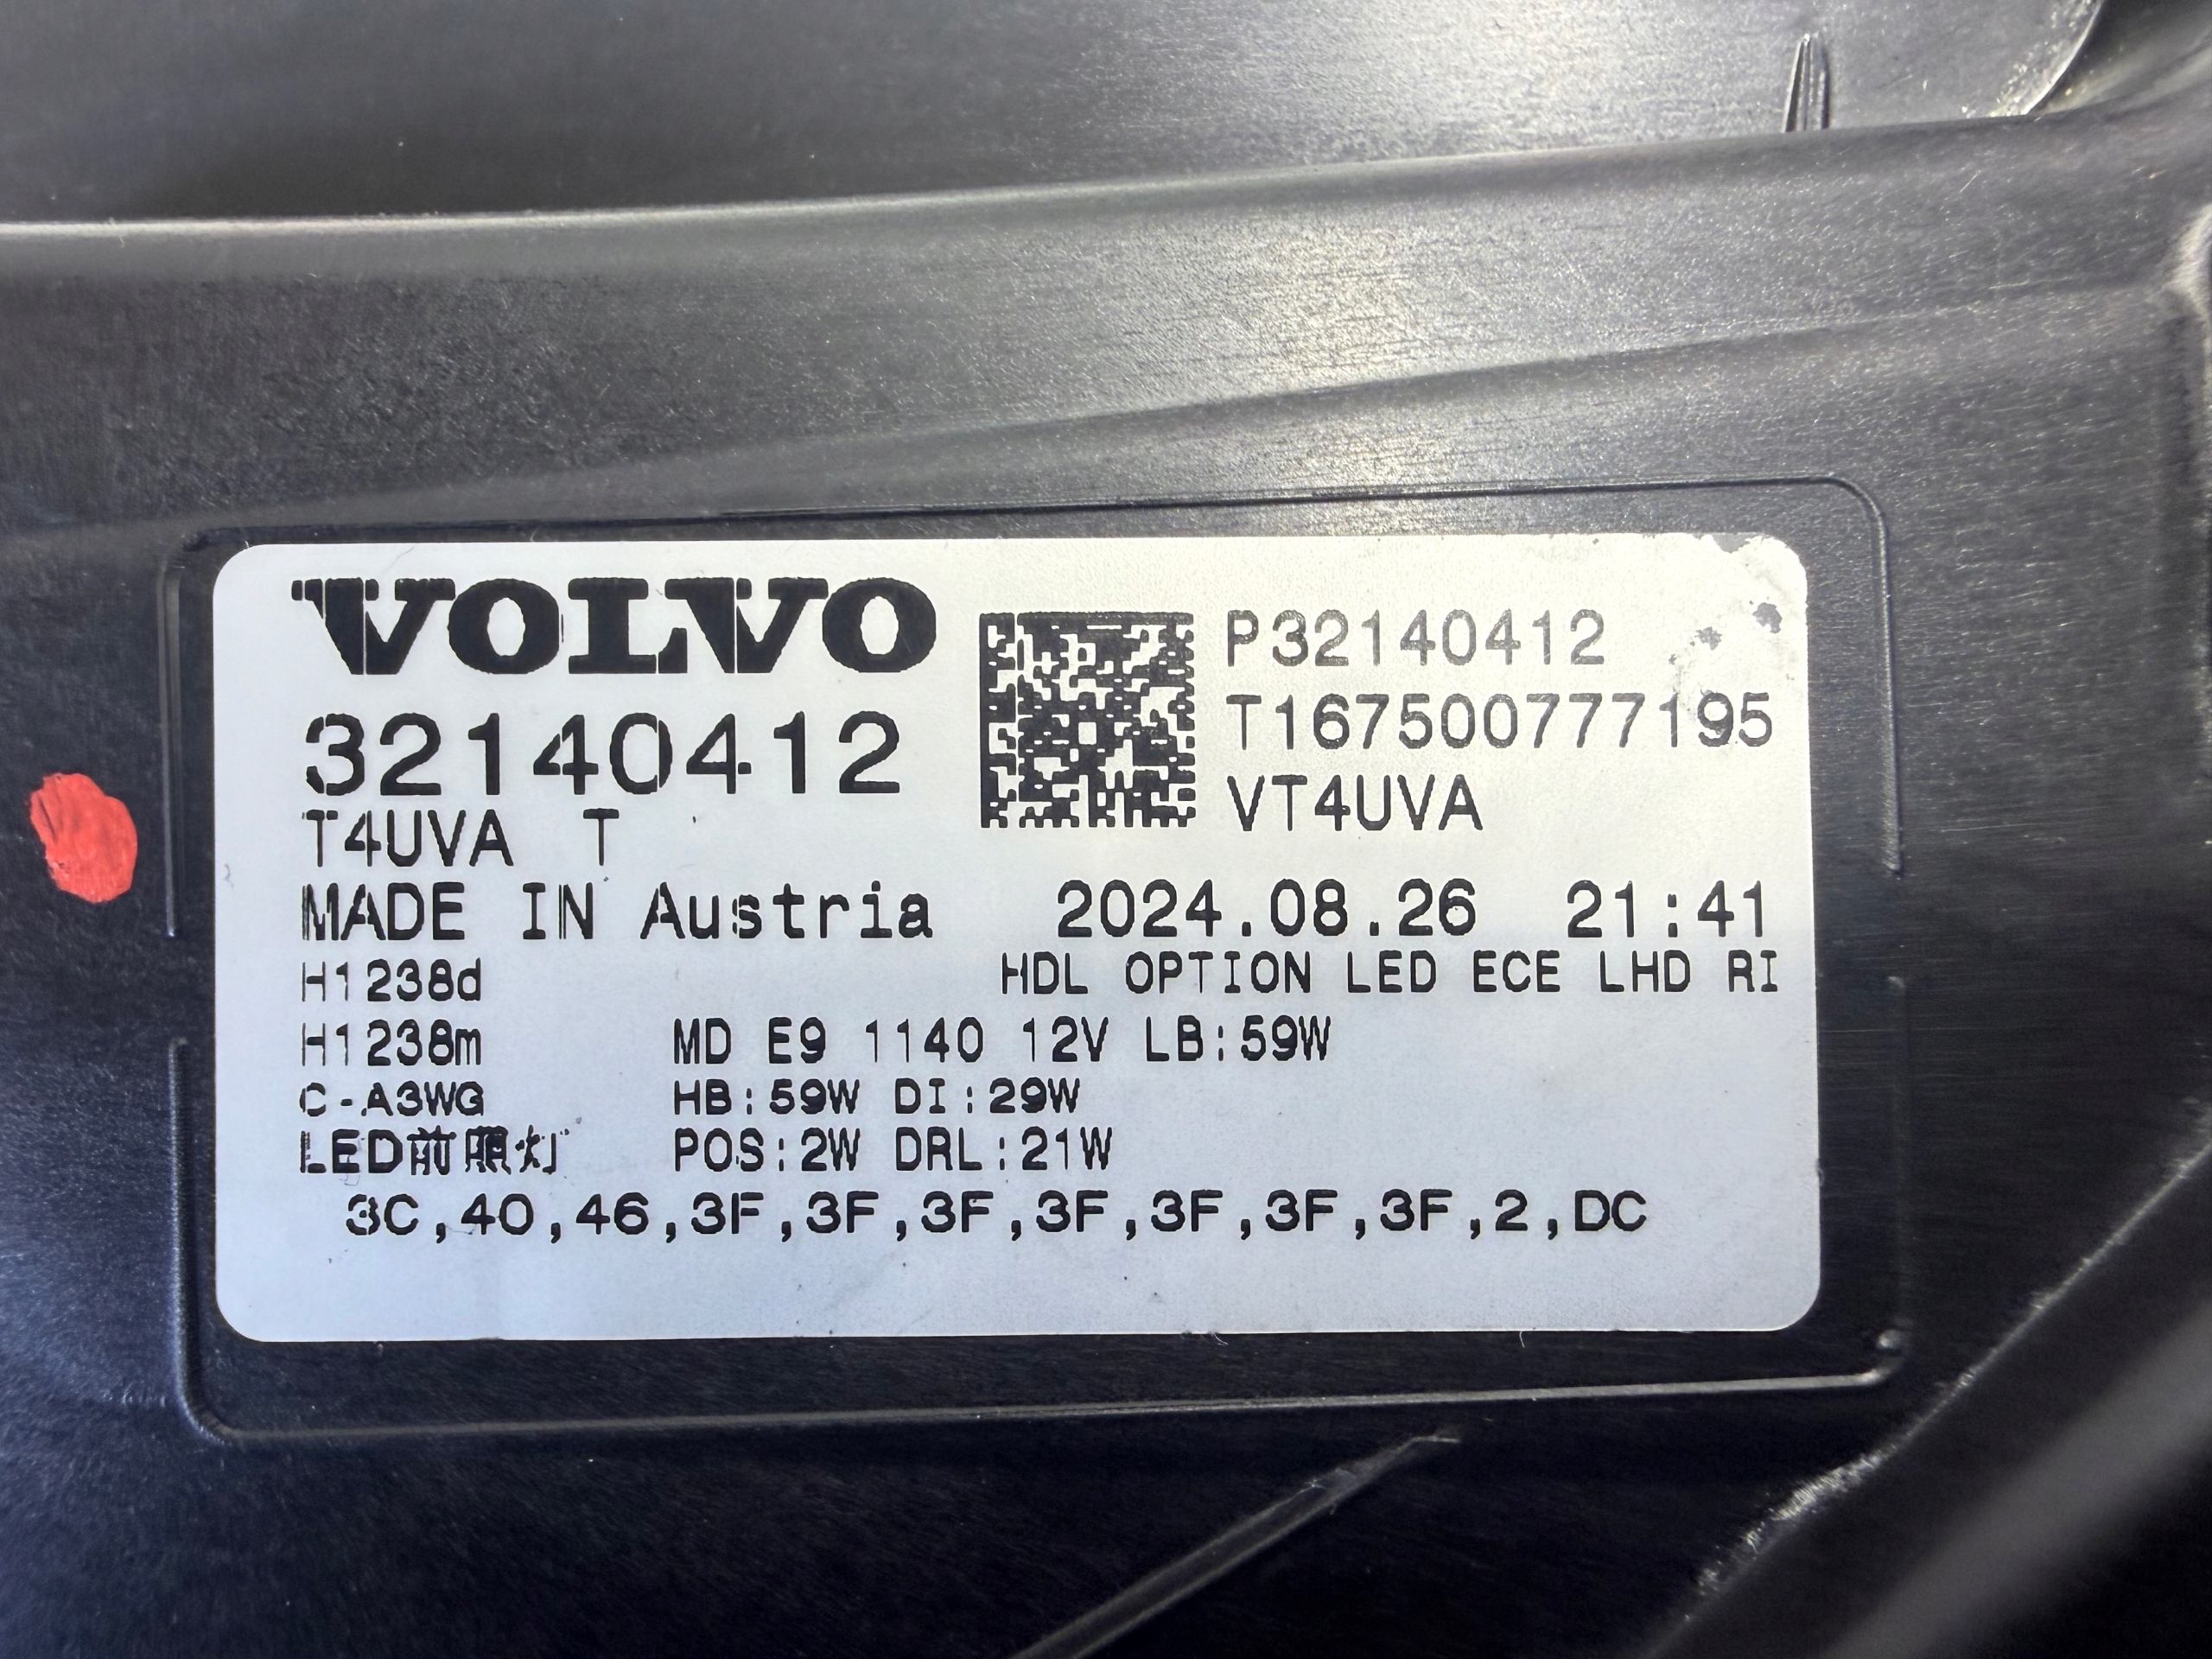 VOLVO
32140412
T4UVA T
P32140412
T167500777195
VT4UVA
MADE IN Austria 2024.08.26 21:41
H1238d HDL OPTION LED ECE LHD RI
H1238m MD E9 1140 12V LB:59W
C-A3WG HB:59W DI:29W
LED前照灯 POS:2W DRL:21W
3C,40,46,3F,3F,3F,3F,3F,3F,3F,2,DC